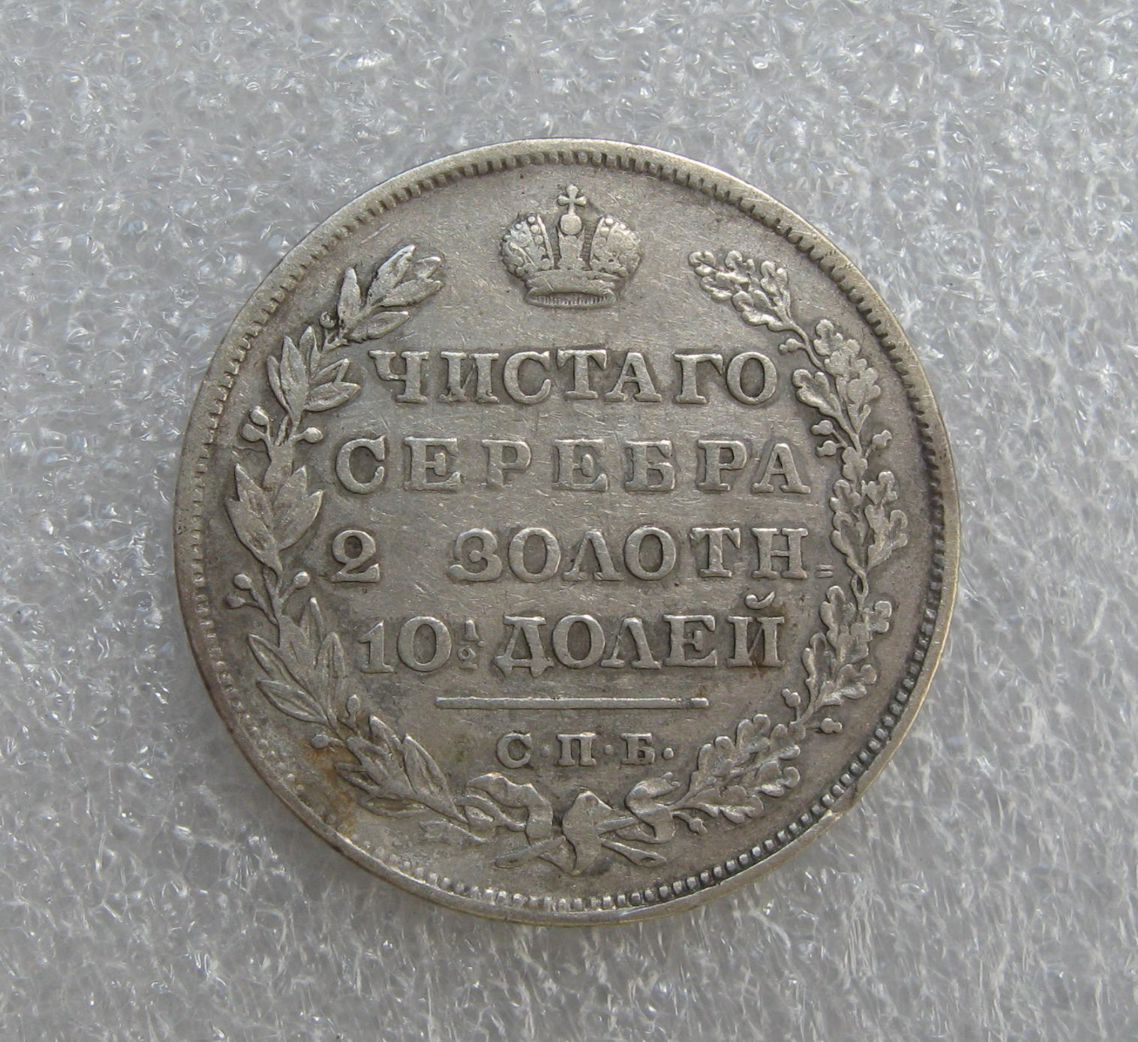 ЧИСТАГО
СЕРЕБРА
2 ЗОЛОТН=
10½ ДОЛЕЙ
С·П·Б·